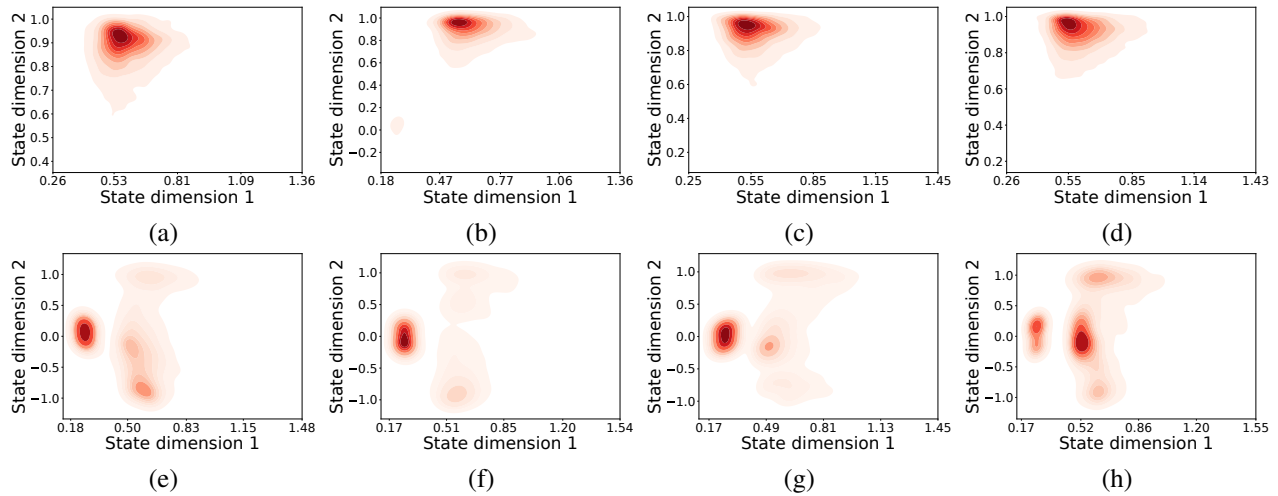 State dimension 2
1.0
0.9
0.8
0.7
0.6
0.5
0.4
0.26 0.53 0.81 1.09 1.36
State dimension 1
(a)
State dimension 2
1.0
0.8
0.6
0.4
0.2
0.0
−0.2
0.18 0.47 0.77 1.06 1.36
State dimension 1
(b)
State dimension 2
1.0
0.8
0.6
0.4
0.2
0.25 0.55 0.85 1.15 1.45
State dimension 1
(c)
State dimension 2
1.0
0.8
0.6
0.4
0.2
0.26 0.55 0.85 1.14 1.43
State dimension 1
(d)
State dimension 2
1.0
0.5
0.0
−0.5
−1.0
0.18 0.50 0.83 1.15 1.48
State dimension 1
(e)
State dimension 2
1.0
0.5
0.0
−0.5
−1.0
0.17 0.51 0.85 1.20 1.54
State dimension 1
(f)
State dimension 2
1.0
0.5
0.0
−0.5
−1.0
0.17 0.49 0.81 1.13 1.45
State dimension 1
(g)
State dimension 2
1.0
0.5
0.0
−0.5
−1.0
0.17 0.52 0.86 1.20 1.55
State dimension 1
(h)